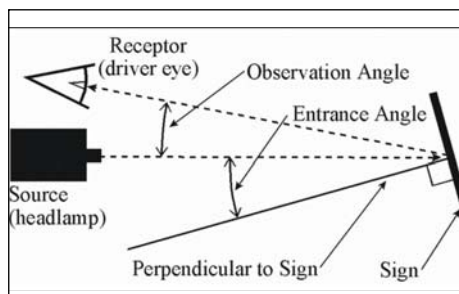 Receptor
(driver eye)
Observation Angle
Entrance Angle
Source
(headlamp)
Perpendicular to Sign
Sign